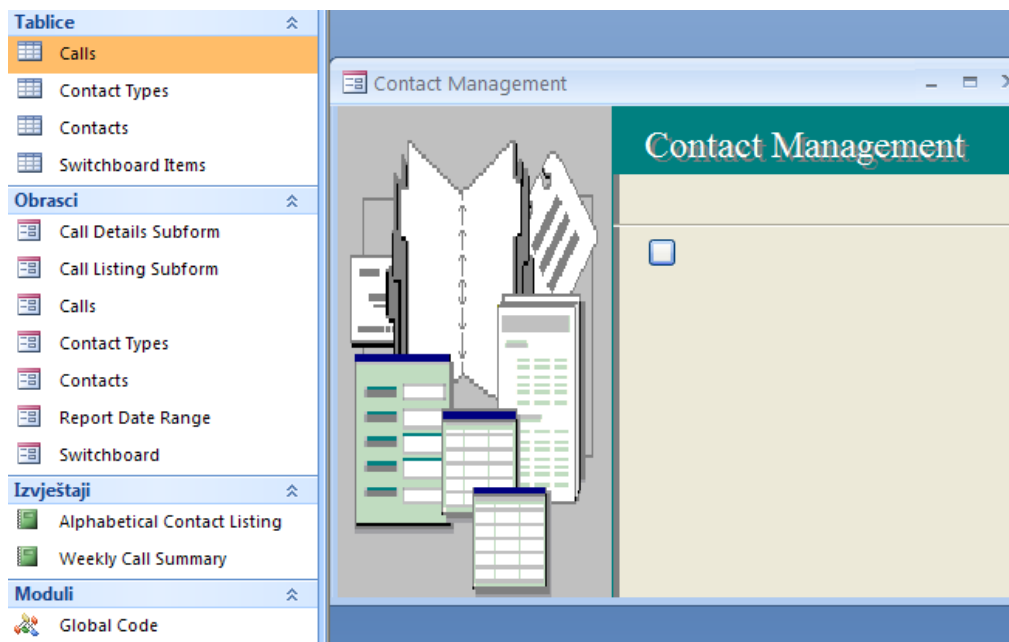 Tablice
Calls
Contact Types
Contacts
Switchboard Items
Obrasci
Call Details Subform
Call Listing Subform
Calls
Contact Types
Contacts
Report Date Range
Switchboard
Izvještaji
Alphabetical Contact Listing
Weekly Call Summary
Moduli
Global Code
Contact Management
Contact Management